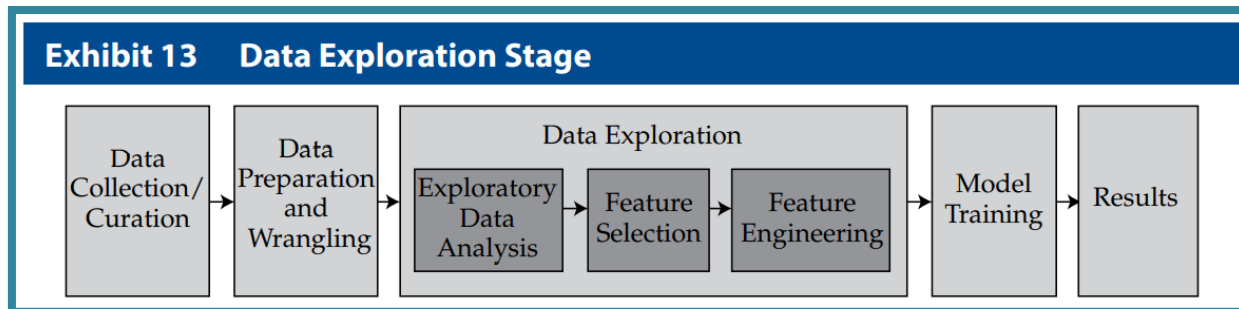 Exhibit 13 Data Exploration Stage
Data
Collection/
Curation
Data
Preparation
and
Wrangling
Data Exploration
Exploratory
Data
Analysis
Feature
Selection
Feature
Engineering
Model
Training
Results